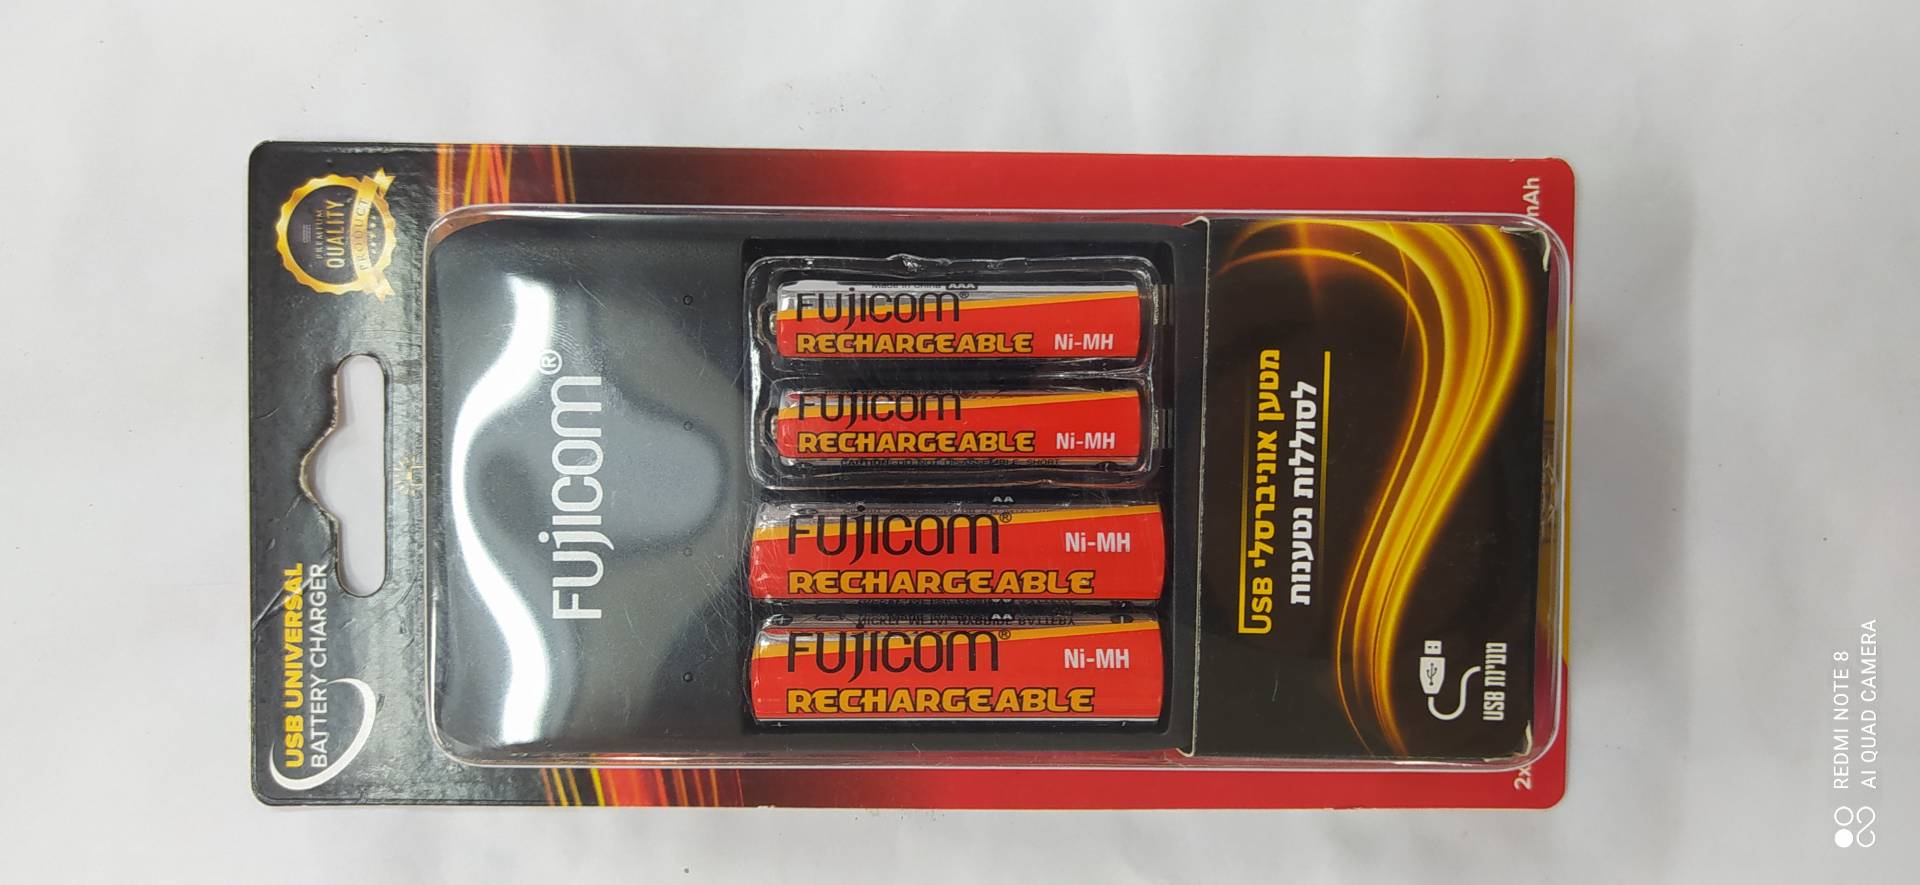 USB UNIVERSAL
BATTERY CHARGER
PREMIUM
QUALITY
PRODUCT
Fujicom®
Made in China AAA
Fujicom®
RECHARGEABLE Ni-MH
Fujicom
RECHARGEABLE Ni-MH
CAUTION: DO NOT DISASSEMBLE, SHORT
AA
Fujicom®
RECHARGEABLE Ni-MH
NICKEL METAL HYDRIDE BATTERY
Fujicom®
RECHARGEABLE Ni-MH
מטען אוניברסלי USB
לסוללות נטענות
טעינת USB
2x
mAh
REDMI NOTE 8
AI QUAD CAMERA